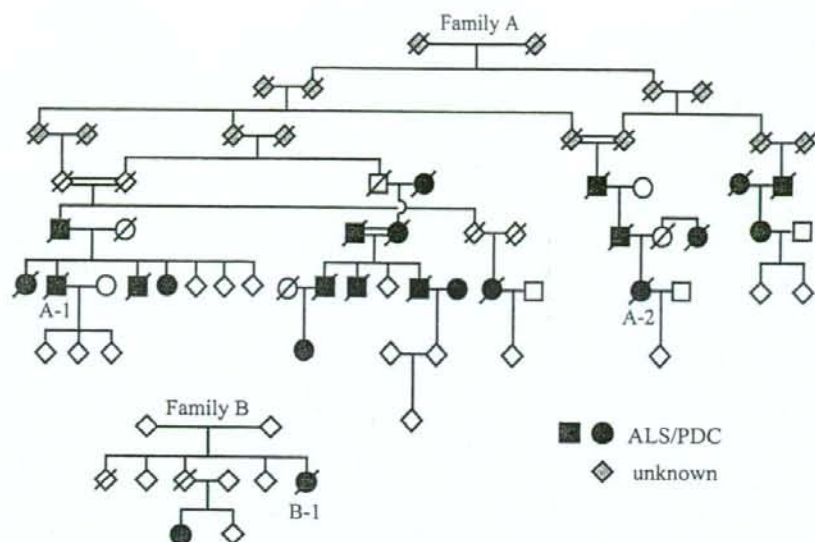 Family A
A-1
A-2
Family B
B-1
ALS/PDC
unknown